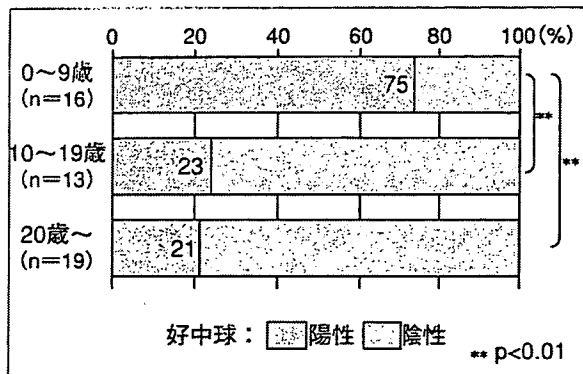 0 20 40 60 80 100(%)
0～9歳
(n=16)
75
10～19歳
(n=13)
23
20歳～
(n=19)
21
**
**
好中球： 陽性 陰性
** p<0.01